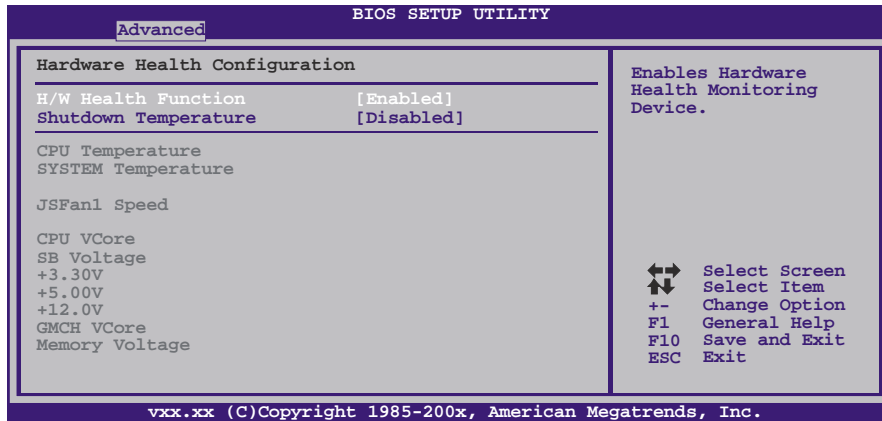 BIOS SETUP UTILITY
Advanced
Hardware Health Configuration
H/W Health Function [Enabled]
Shutdown Temperature [Disabled]
CPU Temperature
SYSTEM Temperature
JSFan1 Speed
CPU VCore
SB Voltage
+3.30V
+5.00V
+12.0V
GMCH VCore
Memory Voltage
Enables Hardware
Health Monitoring
Device.
Select Screen
Select Item
+- Change Option
F1 General Help
F10 Save and Exit
ESC Exit
vxx.xx (C)Copyright 1985-200x, American Megatrends, Inc.